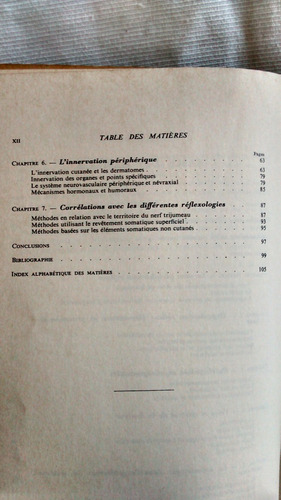 XII
TABLE DES MATIÈRES
Pages
CHAPITRE 6. — L'innervation périphérique . . . . . . . . . . 63
L'innervation cutanée et les dermatomes . . . . . . . . . . 63
Innervation des organes et points spécifiques . . . . . . . . . . 79
Le système neurovasculaire périphérique et névraxial . . . . . . . . 79
Mécanismes hormonaux et humoraux . . . . . . . . . . 85
CHAPITRE 7. — Corrélations avec les différentes réflexologies . . . . . . 87
Méthodes en relation avec le territoire du nerf trijumeau . . . . . . 87
Méthodes utilisant le revêtement somatique superficiel . . . . . . . 93
Méthodes basées sur les éléments somatiques non cutanés . . . . . . 95
CONCLUSIONS . . . . . . . . . . 97
BIBLIOGRAPHIE . . . . . . . . . . 99
INDEX ALPHABÉTIQUE DES MATIÈRES . . . . . . . . . . 105